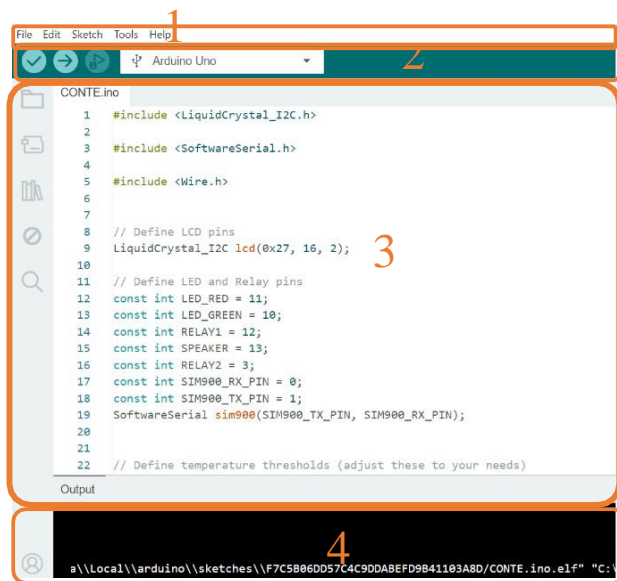 1
File Edit Sketch Tools Help
2
Arduino Uno
CONTE.ino
1 #include <LiquidCrystal_I2C.h>
2
3 #include <SoftwareSerial.h>
4
5 #include <Wire.h>
6
7
8 // Define LCD pins
9 LiquidCrystal_I2C lcd(0x27, 16, 2);
3
10
11 // Define LED and Relay pins
12 const int LED_RED = 11;
13 const int LED_GREEN = 10;
14 const int RELAY1 = 12;
15 const int SPEAKER = 13;
16 const int RELAY2 = 3;
17 const int SIM900_RX_PIN = 0;
18 const int SIM900_TX_PIN = 1;
19 SoftwareSerial sim900(SIM900_TX_PIN, SIM900_RX_PIN);
20
21
22 // Define temperature thresholds (adjust these to your needs)
Output
4
a\\Local\\arduino\\sketches\\F7C5B06DD57C4C9DDABEFD9B41103A8D/CONTE.ino.elf" "C:\